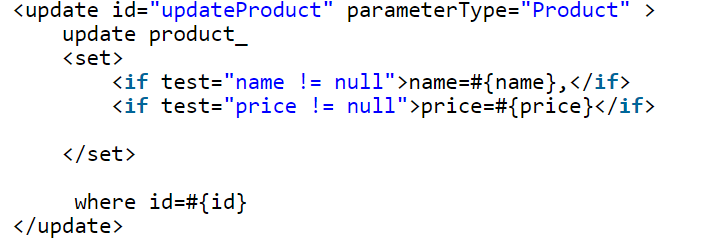 <update id="updateProduct" parameterType="Product" >
    update product_
    <set>
        <if test="name != null">name=#{name},</if>
        <if test="price != null">price=#{price}</if>
    </set>
     where id=#{id}
</update>